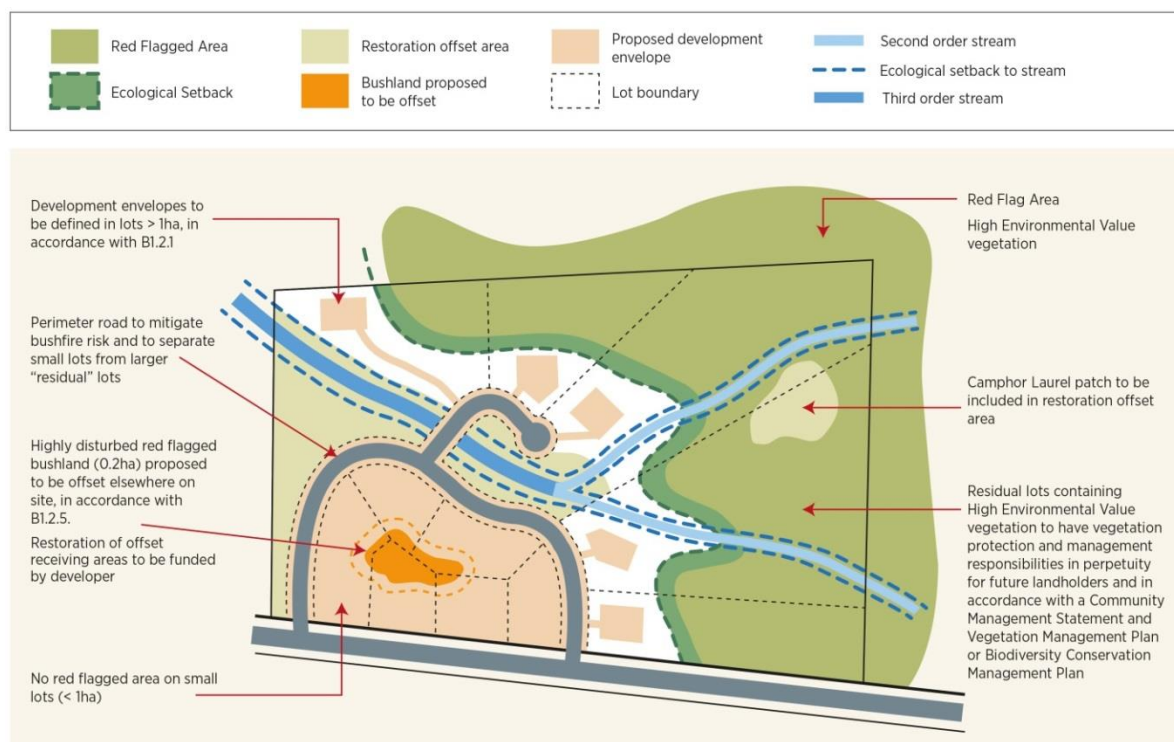 Red Flagged Area
Ecological Setback
Restoration offset area
Bushland proposed
to be offset
Proposed development
envelope
Lot boundary
Second order stream
Ecological setback to stream
Third order stream
Development envelopes to
be defined in lots > 1ha, in
accordance with B1.2.1
Perimeter road to mitigate
bushfire risk and to separate
small lots from larger
“residual” lots
Highly disturbed red flagged
bushland (0.2ha) proposed
to be offset elsewhere on
site, in accordance with
B1.2.5.
Restoration of offset
receiving areas to be funded
by developer
No red flagged area on small
lots (< 1ha)
Red Flag Area
High Environmental Value
vegetation
Camphor Laurel patch to be
included in restoration offset
area
Residual lots containing
High Environmental Value
vegetation to have vegetation
protection and management
responsibilities in perpetuity
for future landholders and in
accordance with a Community
Management Statement and
Vegetation Management Plan
or Biodiversity Conservation
Management Plan